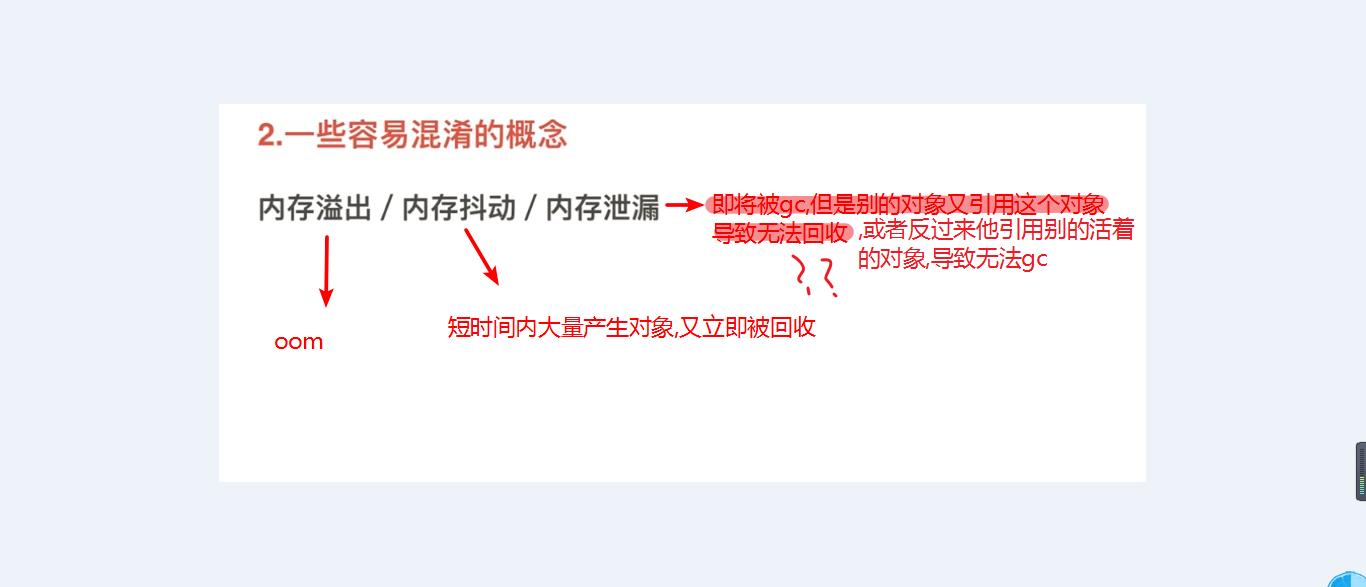 2.一些容易混淆的概念
内存溢出 / 内存抖动 / 内存泄漏
即将被gc,但是别的对象又引用这个对象
导致无法回收
,或者反过来他引用别的活着
的对象,导致无法gc
??
短时间内大量产生对象,又立即被回收
oom